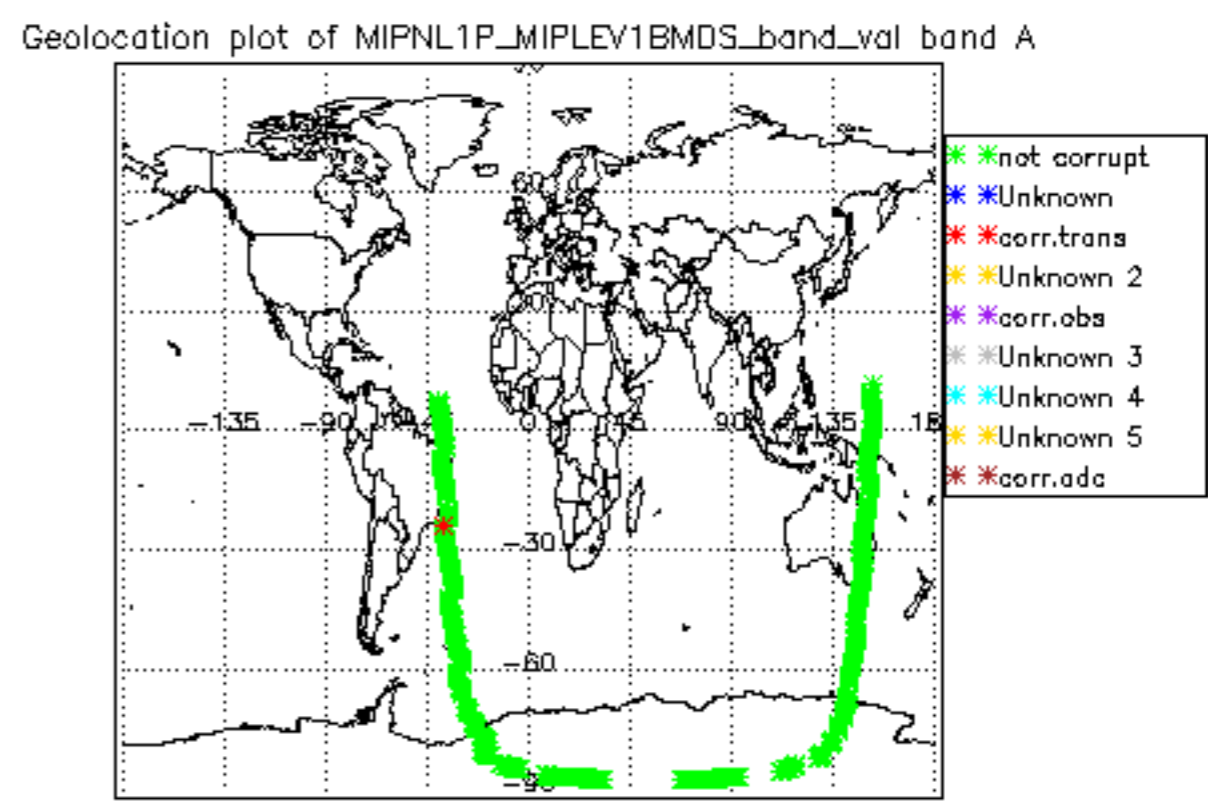 Geolocation plot of MIPNL1P_MIPLEV1BMDS_band_val band A
not corrupt
Unknown
corr.trans
Unknown 2
corr.obs
Unknown 3
Unknown 4
Unknown 5
corr.adc
60
-135 -90 0 45 90 135
-30
-60
-90